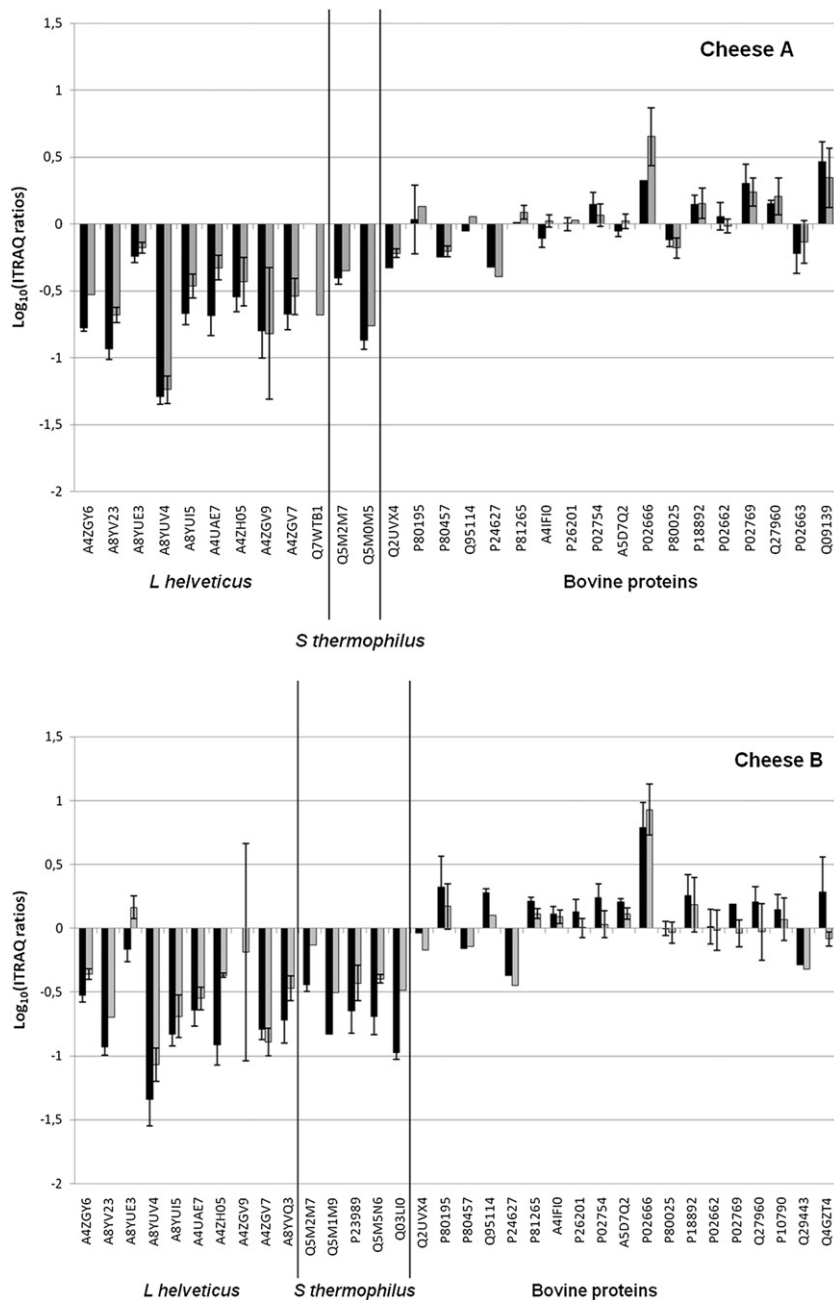 Cheese A
Log10(ITRAQ ratios)
1,5
1
0,5
0
-0,5
-1
-1,5
-2
A4ZGY6
A8YV23
A8YUE3
A8YUV4
A8YUI5
A4UAE7
A4ZH05
A4ZGV9
A4ZGV7
Q7WTB1
Q5M2M7
Q5M0M5
Q2UVX4
P80195
P80457
Q95114
P24627
P81265
A4IFI0
P26201
P02754
A5D7Q2
P02666
P80025
P18892
P02662
P02769
Q27960
P02663
Q09139
L helveticus
S thermophilus
Bovine proteins
Cheese B
Log10(ITRAQ ratios)
1,5
1
0,5
0
-0,5
-1
-1,5
-2
A4ZGY6
A8YV23
A8YUE3
A8YUV4
A8YUI5
A4UAE7
A4ZH05
A4ZGV9
A4ZGV7
A8YVQ3
Q5M2M7
Q5M1M9
P23989
Q5M5N6
Q03LI0
Q2UVX4
P80195
P80457
Q95114
P24627
P81265
A4IFI0
P26201
P02754
A5D7Q2
P02666
P80025
P18892
P02662
P02769
Q27960
P10790
Q29443
Q4GZT4
L helveticus
S thermophilus
Bovine proteins